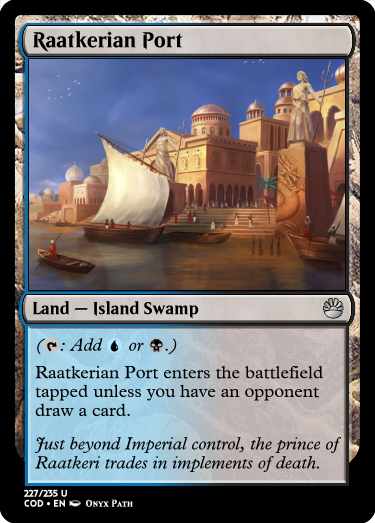 Raatkerian Port
Land — Island Swamp
(: Add or .)
Raatkerian Port enters the battlefield
tapped unless you have an opponent
draw a card.
Just beyond Imperial control, the prince of
Raatkeri trades in implements of death.
227/235 U
COD • EN Onyx Path